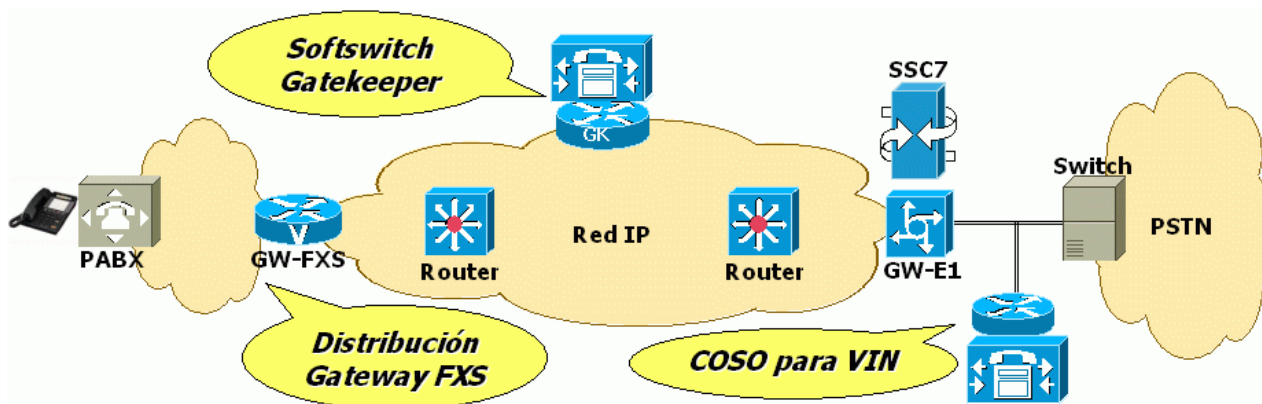 Softswitch
Gatekeeper
SSC7
GK
Switch
PABX
V
GW-FXS
Router
Red IP
Router
GW-E1
PSTN
Distribución
Gateway FXS
COSO para VIN